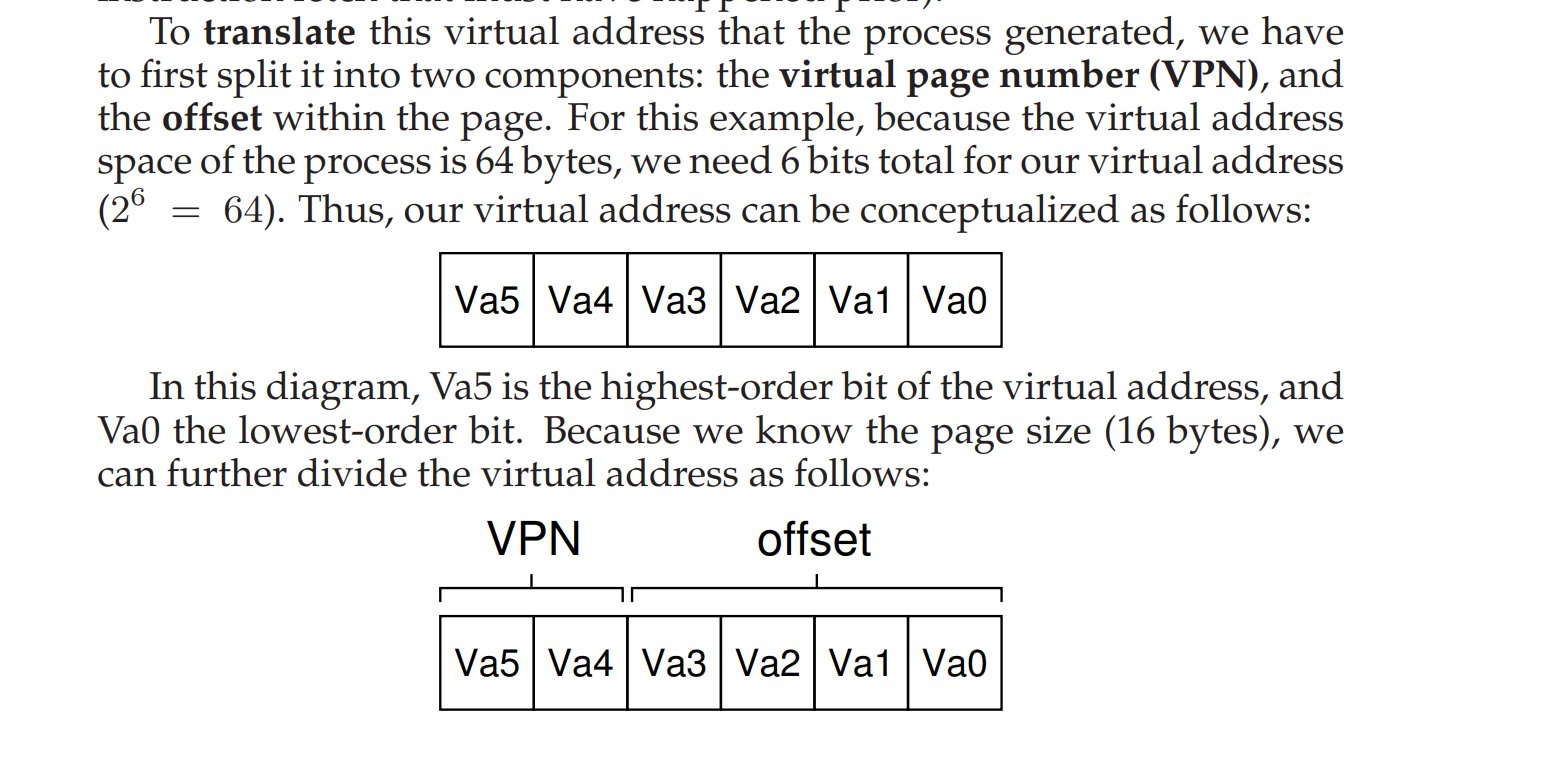 To translate this virtual address that the process generated, we have
to first split it into two components: the virtual page number (VPN), and
the offset within the page. For this example, because the virtual address
space of the process is 64 bytes, we need 6 bits total for our virtual address
(2⁶ = 64). Thus, our virtual address can be conceptualized as follows:
Va5 Va4 Va3 Va2 Va1 Va0
In this diagram, Va5 is the highest-order bit of the virtual address, and
Va0 the lowest-order bit. Because we know the page size (16 bytes), we
can further divide the virtual address as follows:
VPN offset
Va5 Va4 Va3 Va2 Va1 Va0